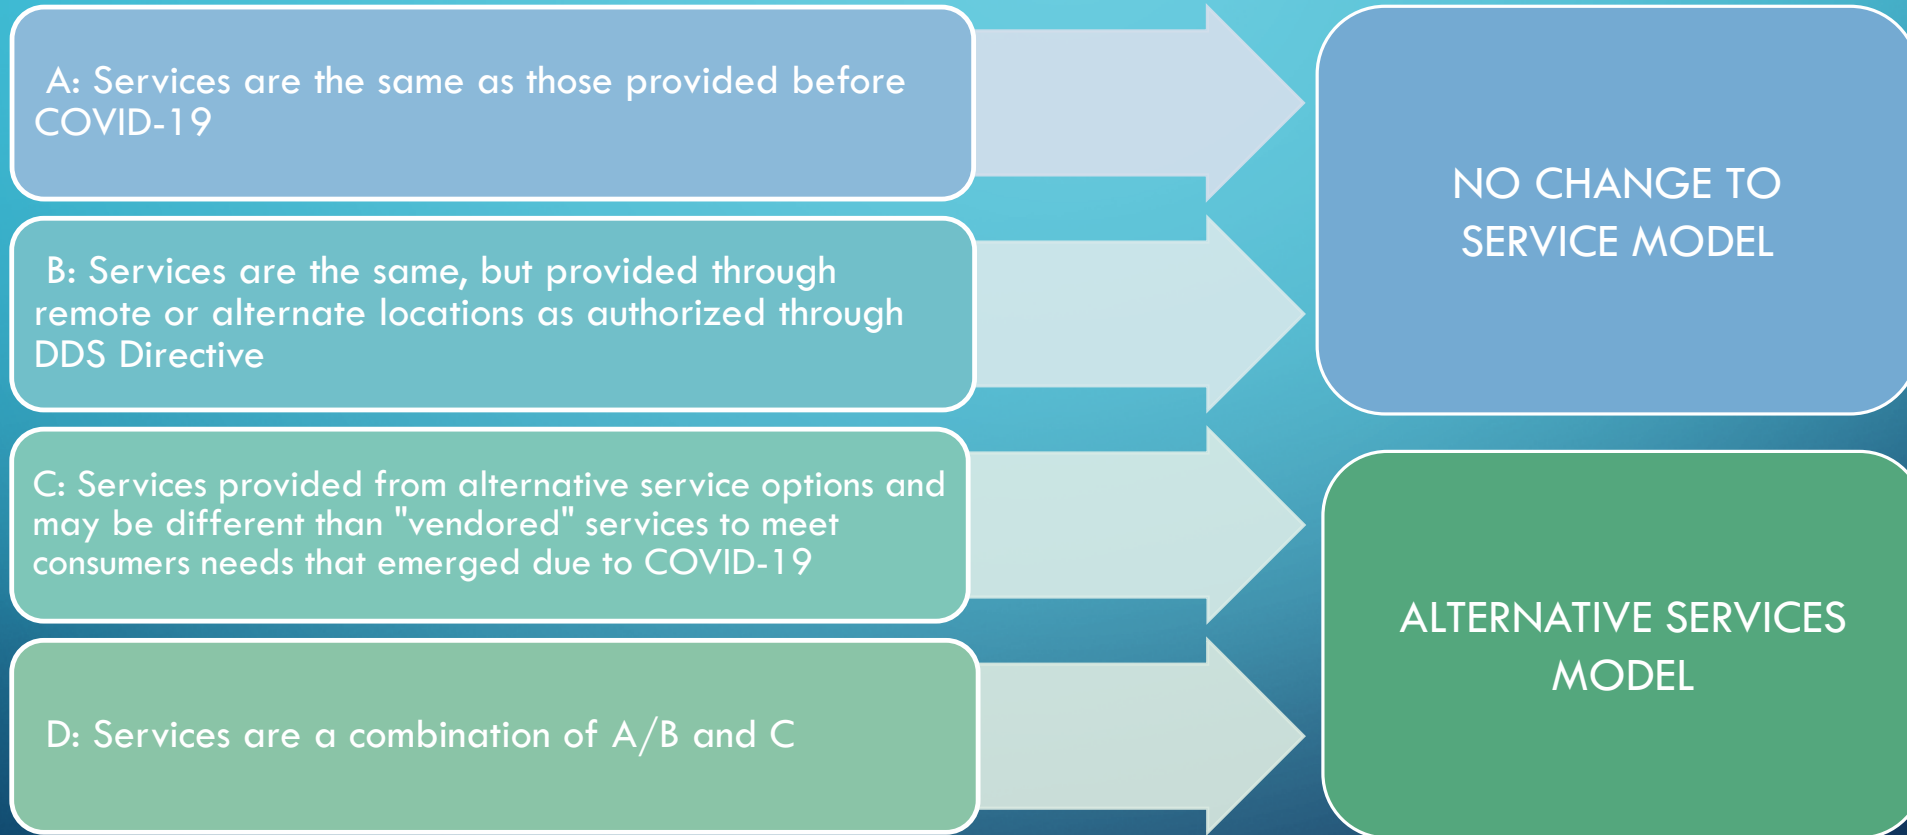 A: Services are the same as those provided before
COVID-19
NO CHANGE TO
SERVICE MODEL
B: Services are the same, but provided through
remote or alternate locations as authorized through
DDS Directive
C: Services provided from alternative service options and
may be different than "vendored" services to meet
consumers needs that emerged due to COVID-19
ALTERNATIVE SERVICES
MODEL
D: Services are a combination of A/B and C